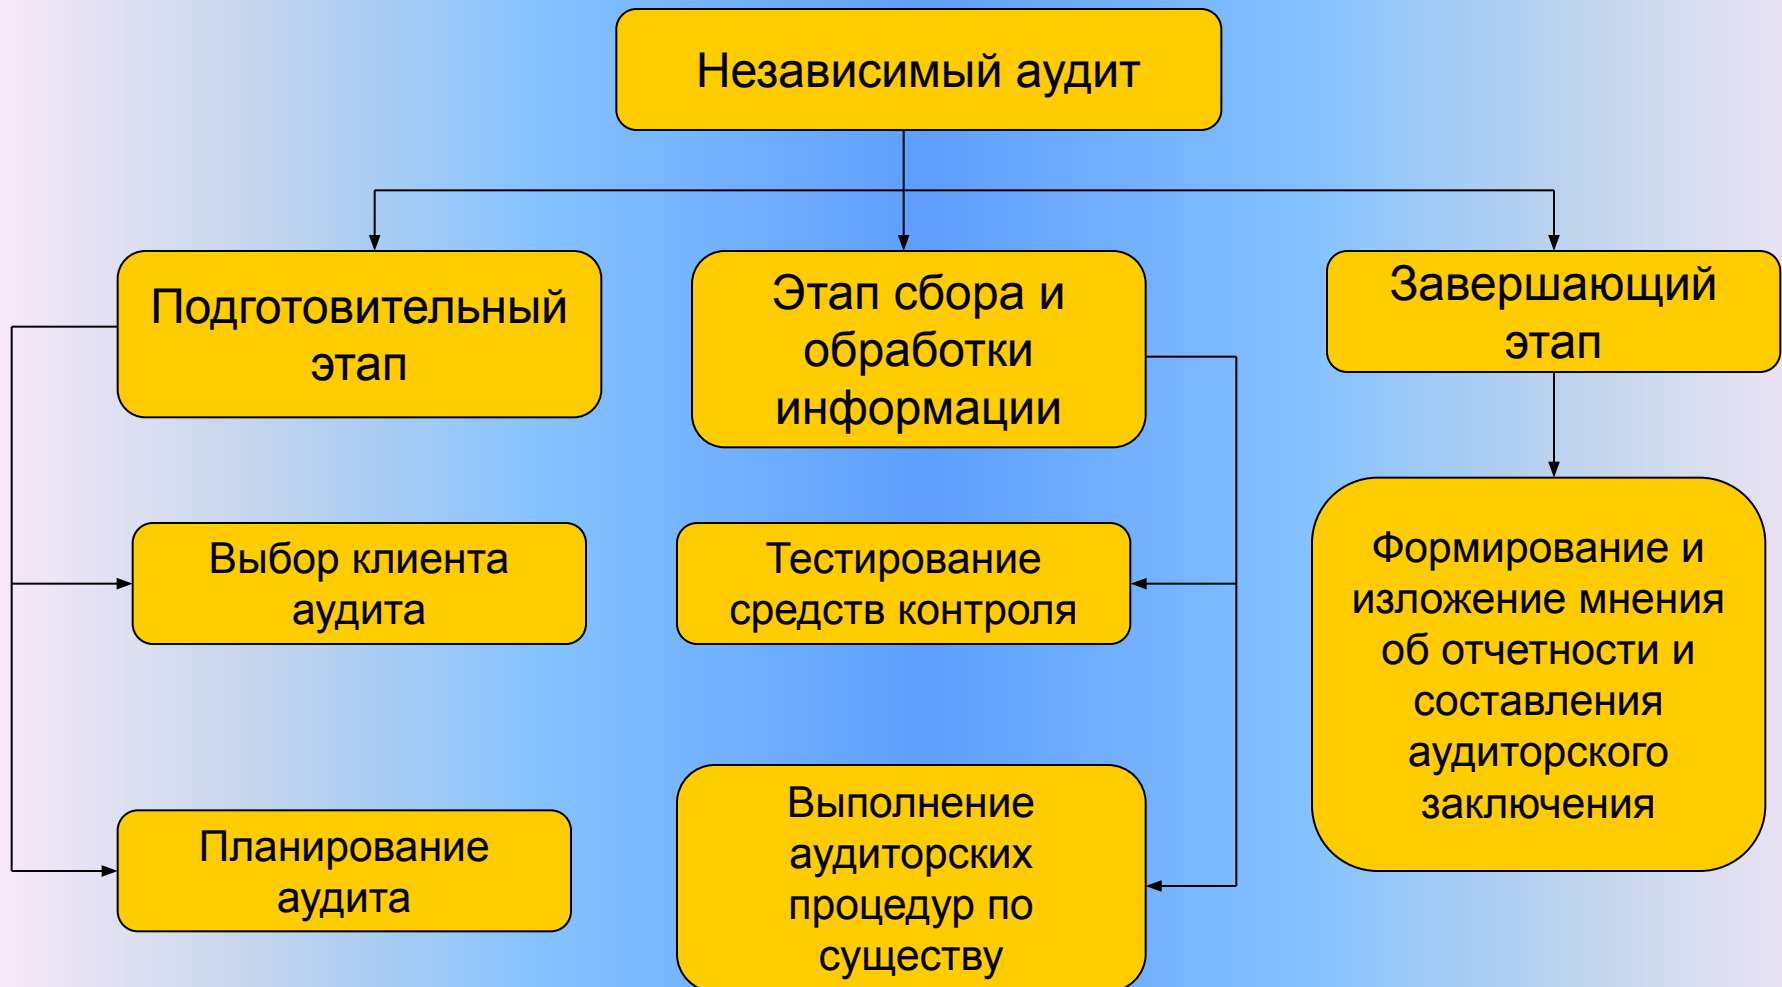 Независимый аудит
Подготовительный
этап
Этап сбора и
обработки
информации
Завершающий
этап
Выбор клиента
аудита
Тестирование
средств контроля
Формирование и
изложение мнения
об отчетности и
составления
аудиторского
заключения
Планирование
аудита
Выполнение
аудиторских
процедур по
существу